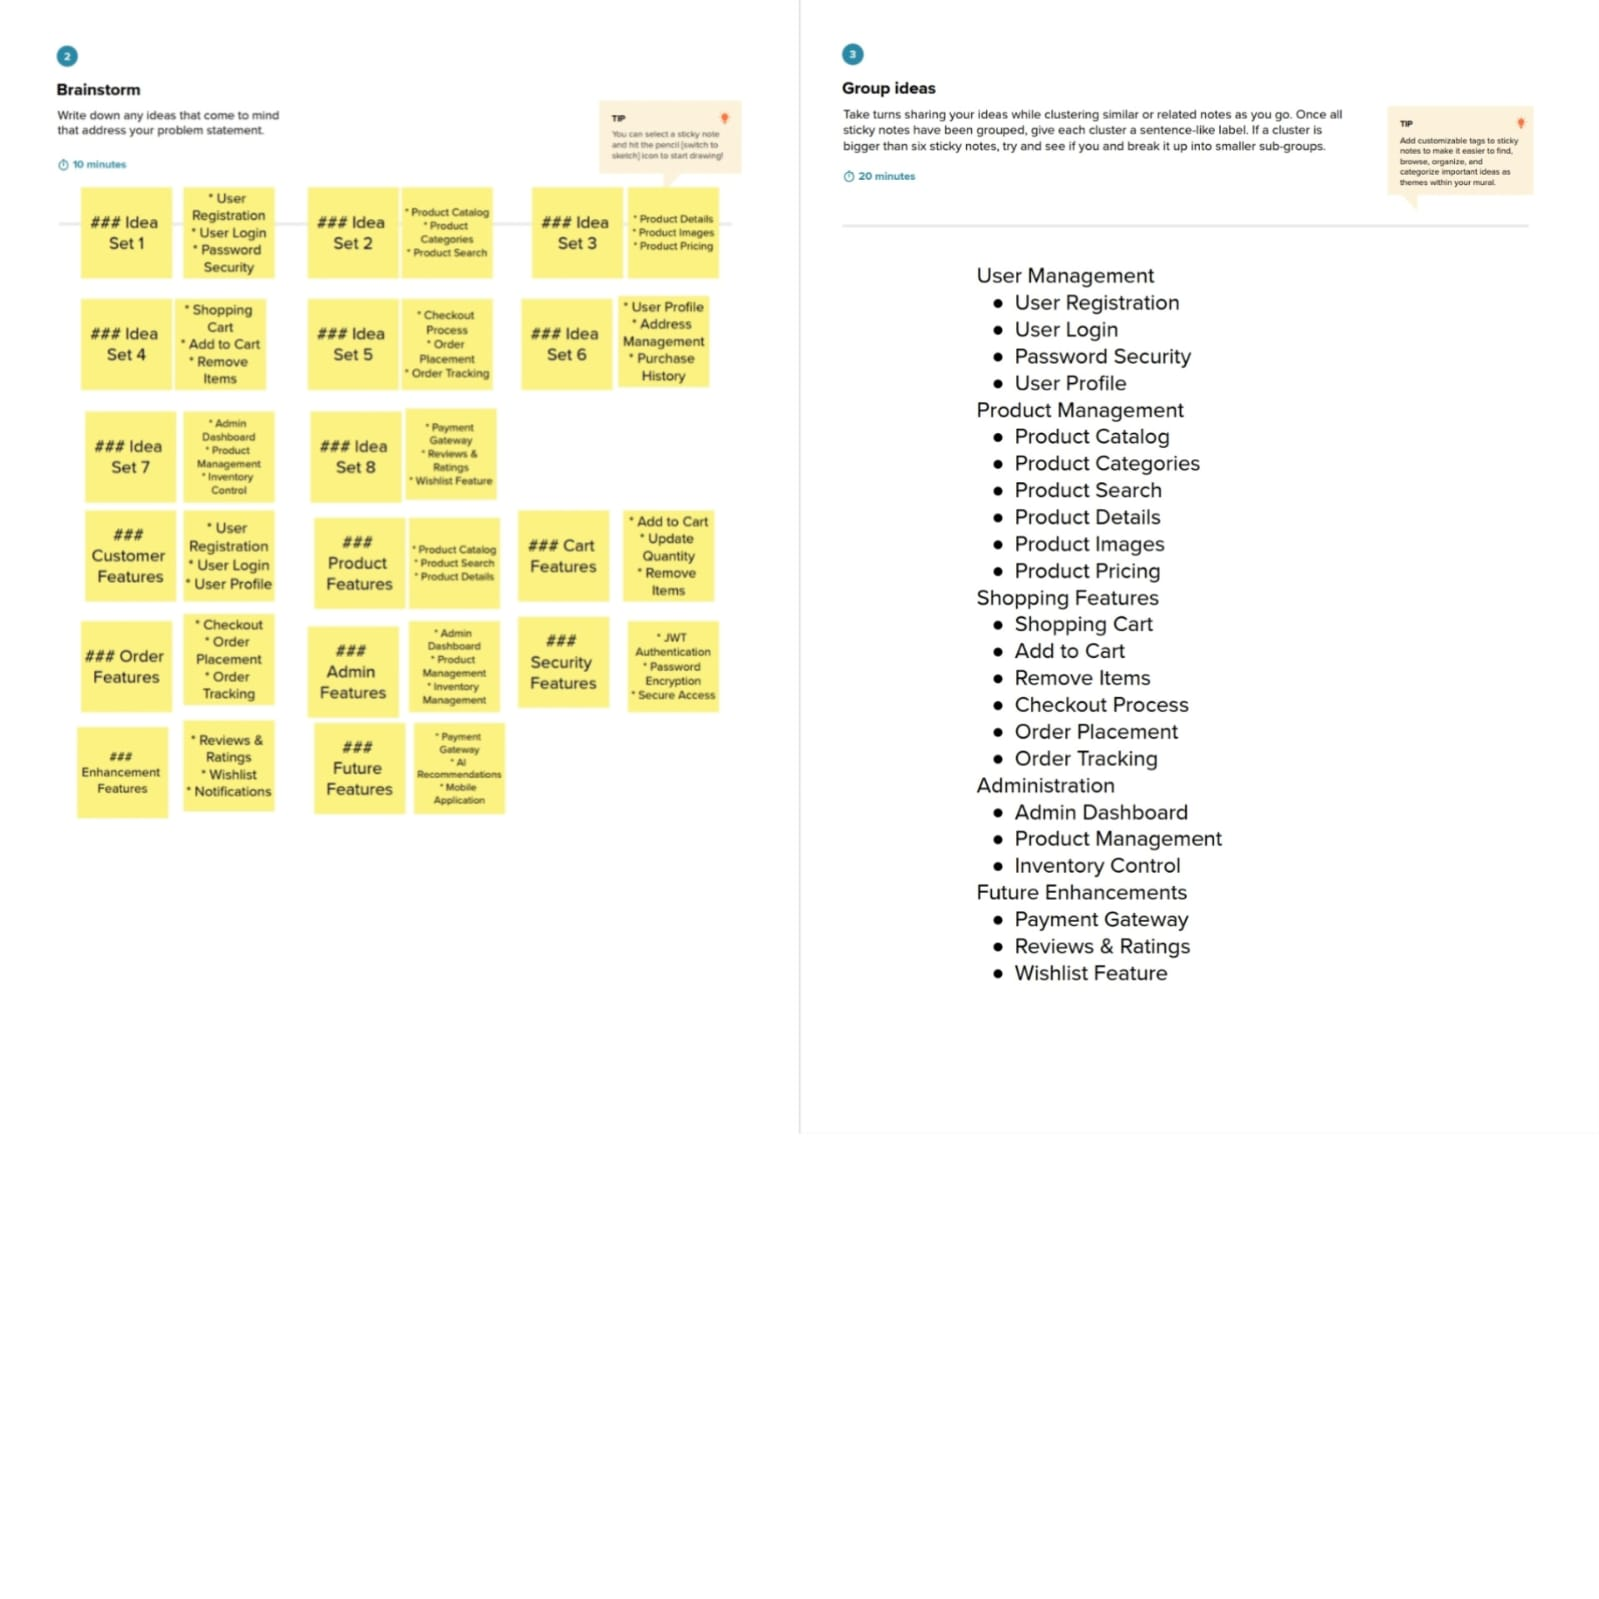 2
Brainstorm
Write down any ideas that come to mind
that address your problem statement.
10 minutes
TIP
You can select a sticky note
and hit the pencil [switch to
sketch] icon to start drawing!
### Idea
Set 1
* User
Registration
* User Login
* Password
Security
### Idea
Set 2
* Product Catalog
* Product
Categories
* Product Search
### Idea
Set 3
* Product Details
* Product Images
* Product Pricing
### Idea
Set 4
* Shopping
Cart
* Add to Cart
* Remove
Items
### Idea
Set 5
* Checkout
Process
* Order
Placement
* Order Tracking
### Idea
Set 6
* User Profile
* Address
Management
* Purchase
History
### Idea
Set 7
* Admin
Dashboard
* Product
Management
* Inventory
Control
### Idea
Set 8
* Payment
Gateway
* Reviews &
Ratings
* Wishlist Feature
###
Customer
Features
* User
Registration
* User Login
* User Profile
###
Product
Features
* Product Catalog
* Product Search
* Product Details
### Cart
Features
* Add to Cart
* Update
Quantity
* Remove
Items
### Order
Features
* Checkout
* Order
Placement
* Order
Tracking
###
Admin
Features
* Admin
Dashboard
* Product
Management
* Inventory
Management
###
Security
Features
* JWT
Authentication
* Password
Encryption
* Secure Access
###
Enhancement
Features
* Reviews &
Ratings
* Wishlist
* Notifications
###
Future
Features
* Payment
Gateway
* AI
Recommendations
* Mobile
Application
3
Group ideas
Take turns sharing your ideas while clustering similar or related notes as you go. Once all
sticky notes have been grouped, give each cluster a sentence-like label. If a cluster is
bigger than six sticky notes, try and see if you and break it up into smaller sub-groups.
20 minutes
TIP
Add customizable tags to sticky
notes to make it easier to find,
browse, organize, and
categorize important ideas as
themes within your mural.
User Management
● User Registration
● User Login
● Password Security
● User Profile
Product Management
● Product Catalog
● Product Categories
● Product Search
● Product Details
● Product Images
● Product Pricing
Shopping Features
● Shopping Cart
● Add to Cart
● Remove Items
● Checkout Process
● Order Placement
● Order Tracking
Administration
● Admin Dashboard
● Product Management
● Inventory Control
Future Enhancements
● Payment Gateway
● Reviews & Ratings
● Wishlist Feature